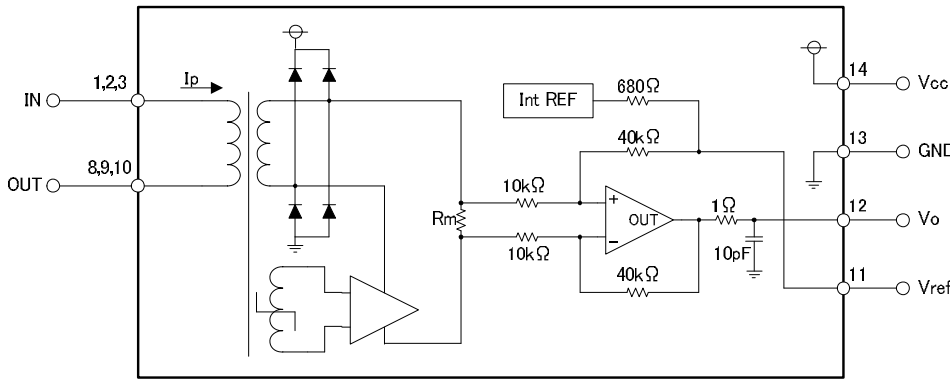 Ip
1,2,3
IN
8,9,10
OUT
Int REF
680Ω
40kΩ
10kΩ
Rm
10kΩ
+
OUT
−
40kΩ
1Ω
10pF
14
Vcc
13
GND
12
Vo
11
Vref